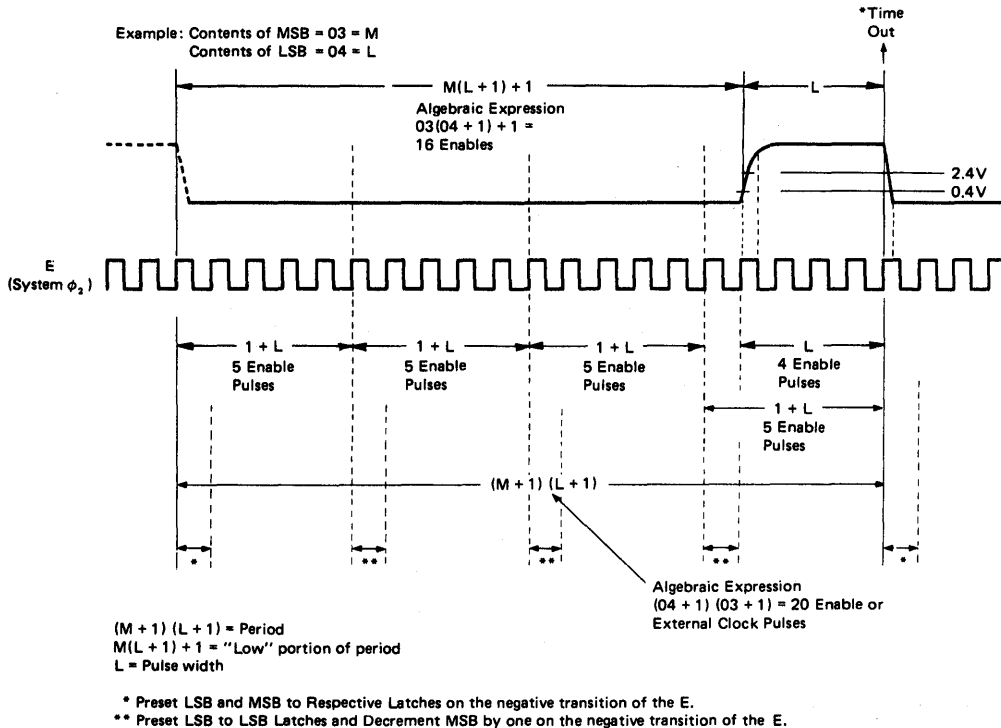 *Time
Out
Example: Contents of MSB = 03 = M
Contents of LSB = 04 = L
M(L + 1) + 1
L
Algebraic Expression
03(04 + 1) + 1 =
16 Enables
2.4V
0.4V
E
(System ϕ2)
1 + L
5 Enable
Pulses
1 + L
5 Enable
Pulses
1 + L
5 Enable
Pulses
L
4 Enable
Pulses
1 + L
5 Enable
Pulses
(M + 1) (L + 1)
*
**
**
**
*
Algebraic Expression
(04 + 1) (03 + 1) = 20 Enable or
External Clock Pulses
(M + 1) (L + 1) = Period
M(L + 1) + 1 = "Low" portion of period
L = Pulse width
* Preset LSB and MSB to Respective Latches on the negative transition of the E.
** Preset LSB to LSB Latches and Decrement MSB by one on the negative transition of the E.